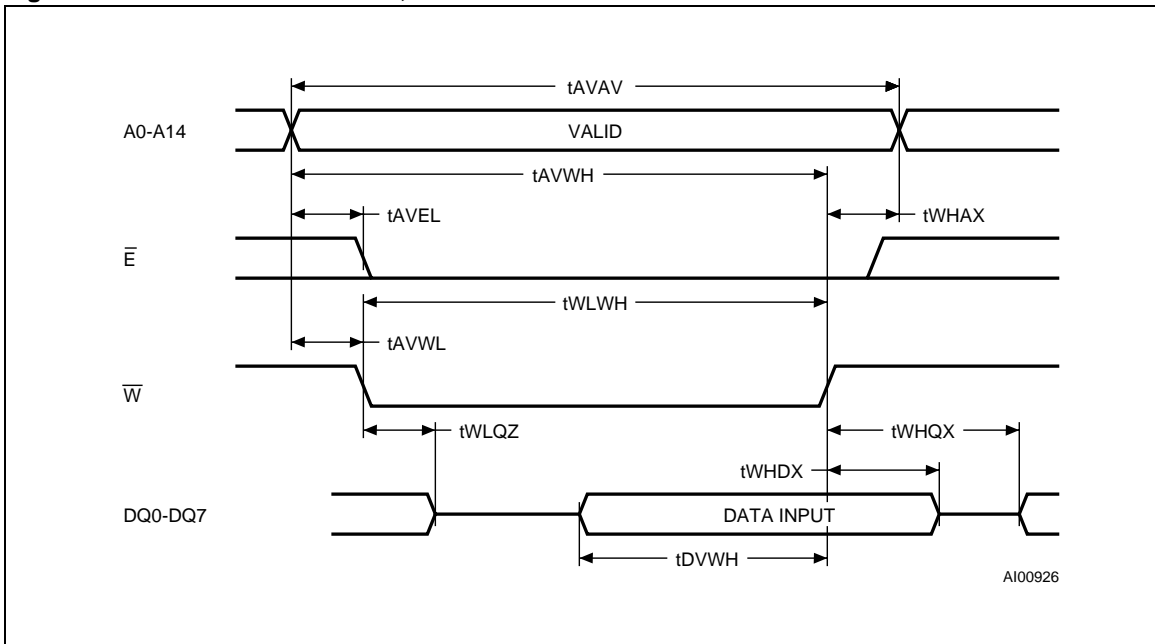 tAVAV
A0-A14
VALID
tAVWH
tAVEL
tWHAX
E̅
tWLWH
tAVWL
W̅
tWLQZ
tWHQX
tWHDX
DQ0-DQ7
DATA INPUT
tDVWH
AI00926